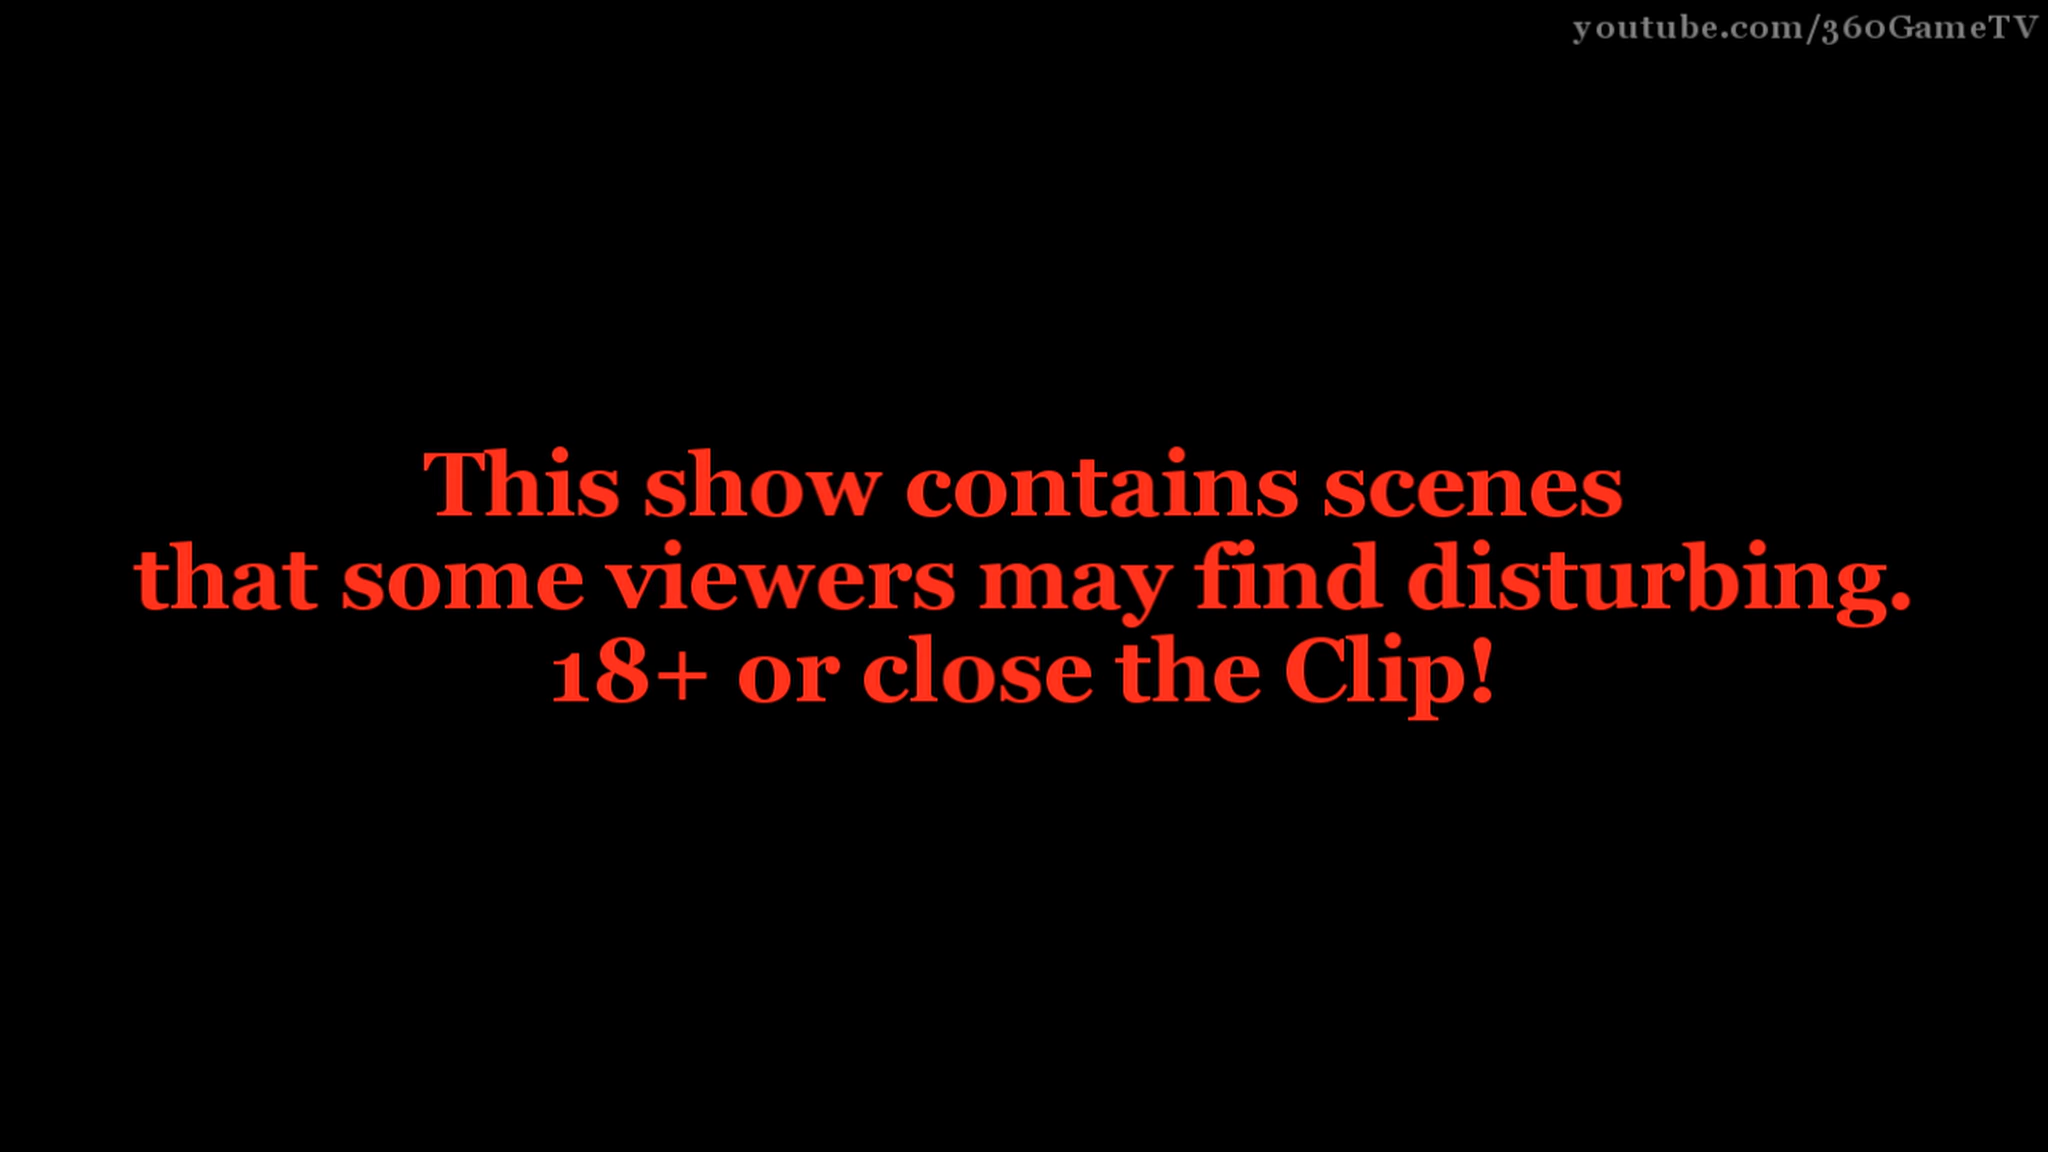 youtube.com/360GameTV
This show contains scenes
that some viewers may find disturbing.
18+ or close the Clip!